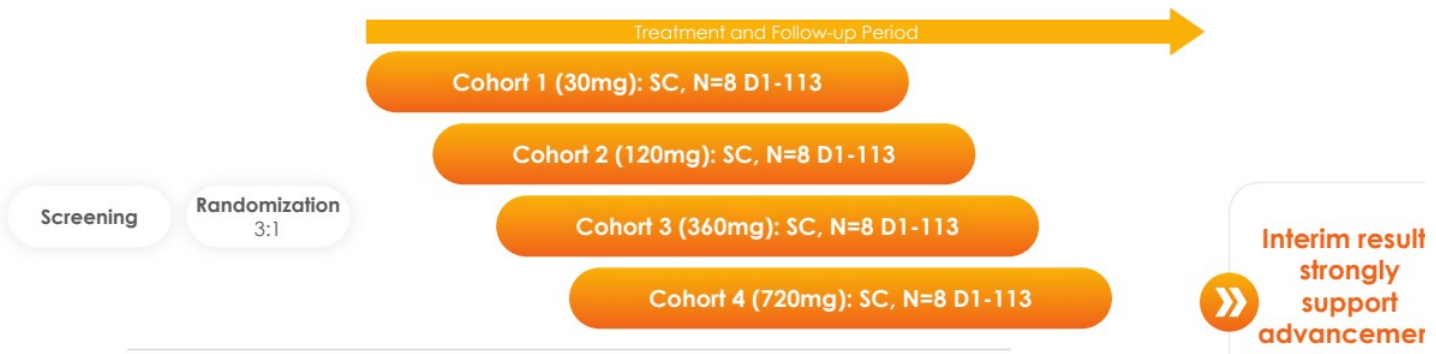 Treatment and Follow-up Period
Cohort 1 (30mg): SC, N=8 D1-113
Cohort 2 (120mg): SC, N=8 D1-113
Cohort 3 (360mg): SC, N=8 D1-113
Cohort 4 (720mg): SC, N=8 D1-113
Screening
Randomization
3:1
Interim result
strongly
support
advancemen